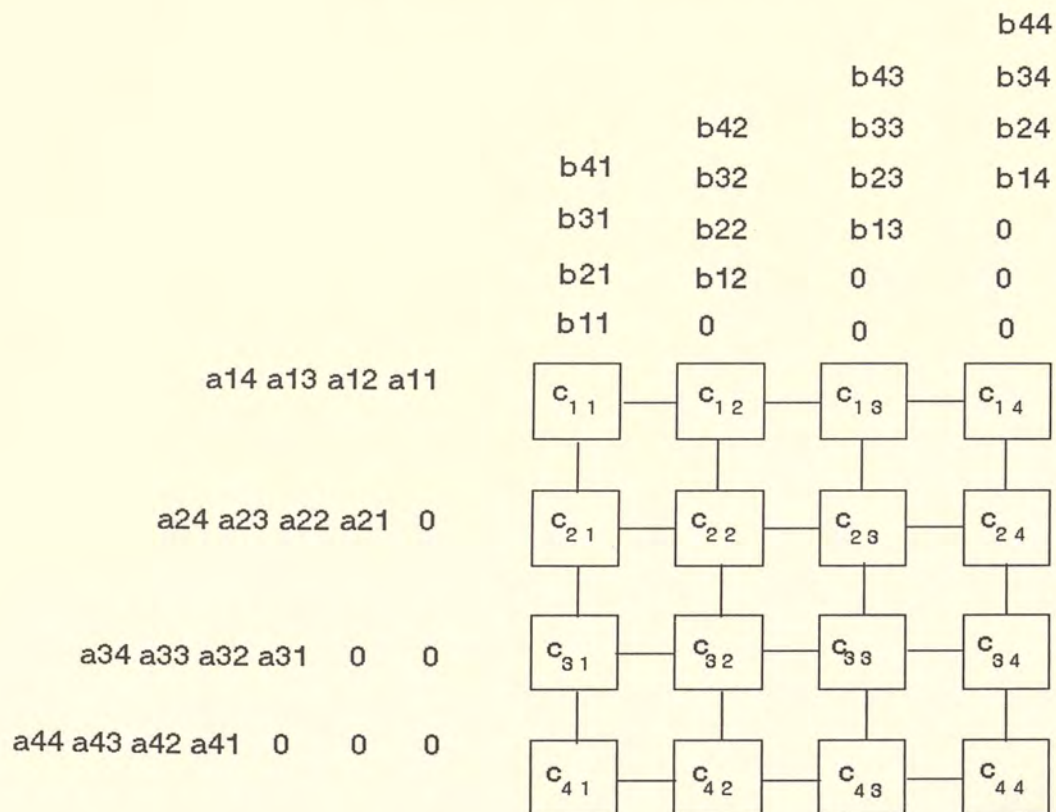 b44
b43 b34
b42 b33 b24
b41 b32 b23 b14
b31 b22 b13 0
b21 b12 0 0
b11 0 0 0
a14 a13 a12 a11
c11 c12 c13 c14
a24 a23 a22 a21 0
c21 c22 c23 c24
a34 a33 a32 a31 0 0
c31 c32 c33 c34
a44 a43 a42 a41 0 0 0
c41 c42 c43 c44